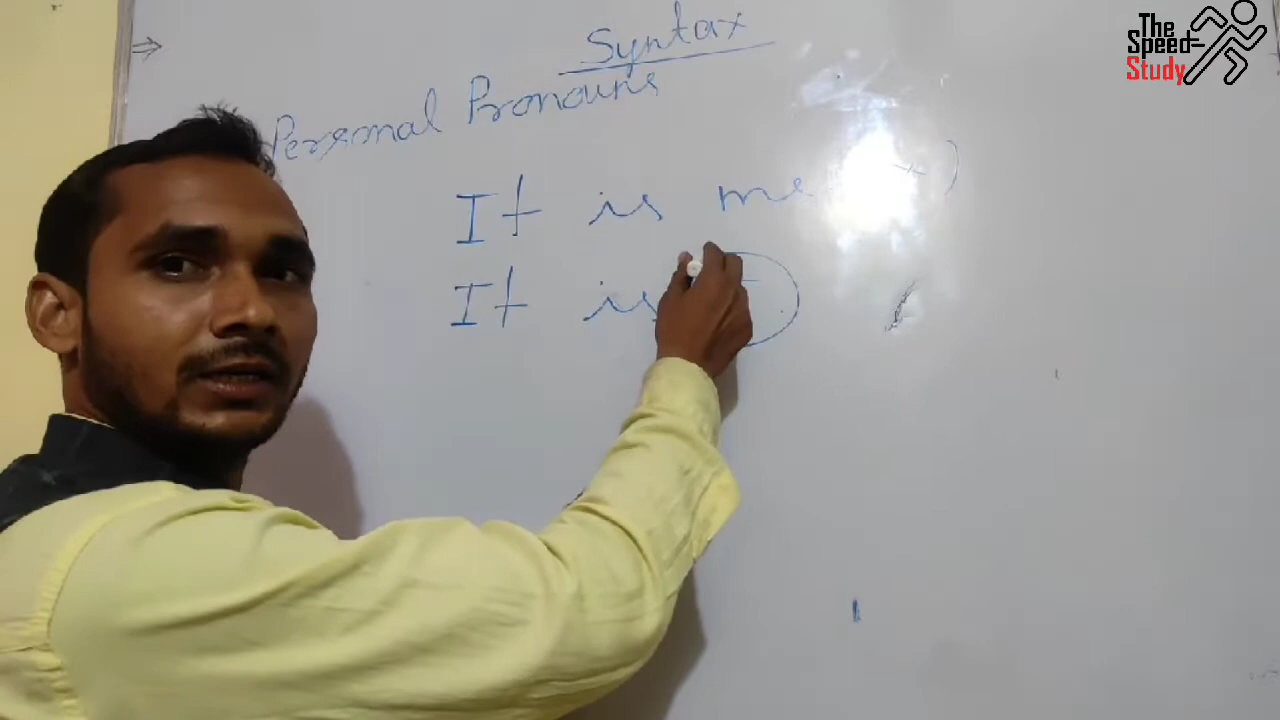 Syntax
Personal Pronouns
It is me (x)
It is
The
Speed
Study